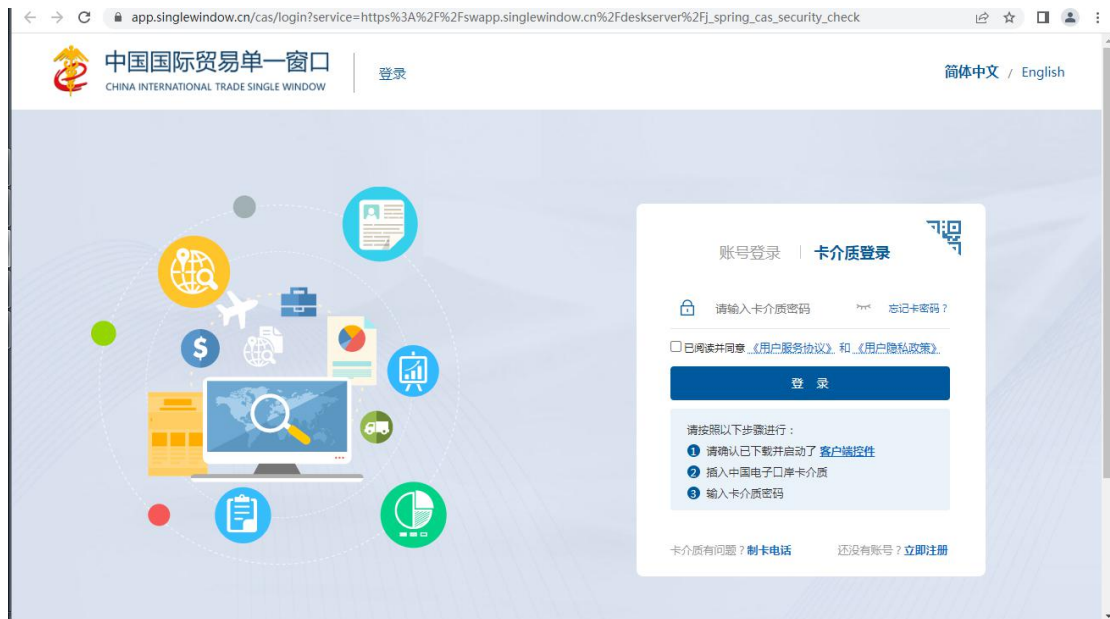 app.singlewindow.cn/cas/login?service=https%3A%2F%2Fswapp.singlewindow.cn%2Fdeskserver%2Fj_spring_cas_security_check
中国国际贸易单一窗口
CHINA INTERNATIONAL TRADE SINGLE WINDOW
登录
简体中文 / English
账号登录 | 卡介质登录
请输入卡介质密码 忘记卡密码?
已阅读并同意《用户服务协议》 和《用户隐私政策》
登 录
请按照以下步骤进行:
1 请确认已下载并启动了 客户端控件
2 插入中国电子口岸卡介质
3 输入卡介质密码
卡介质有问题?制卡电话 还没有账号?立即注册
$